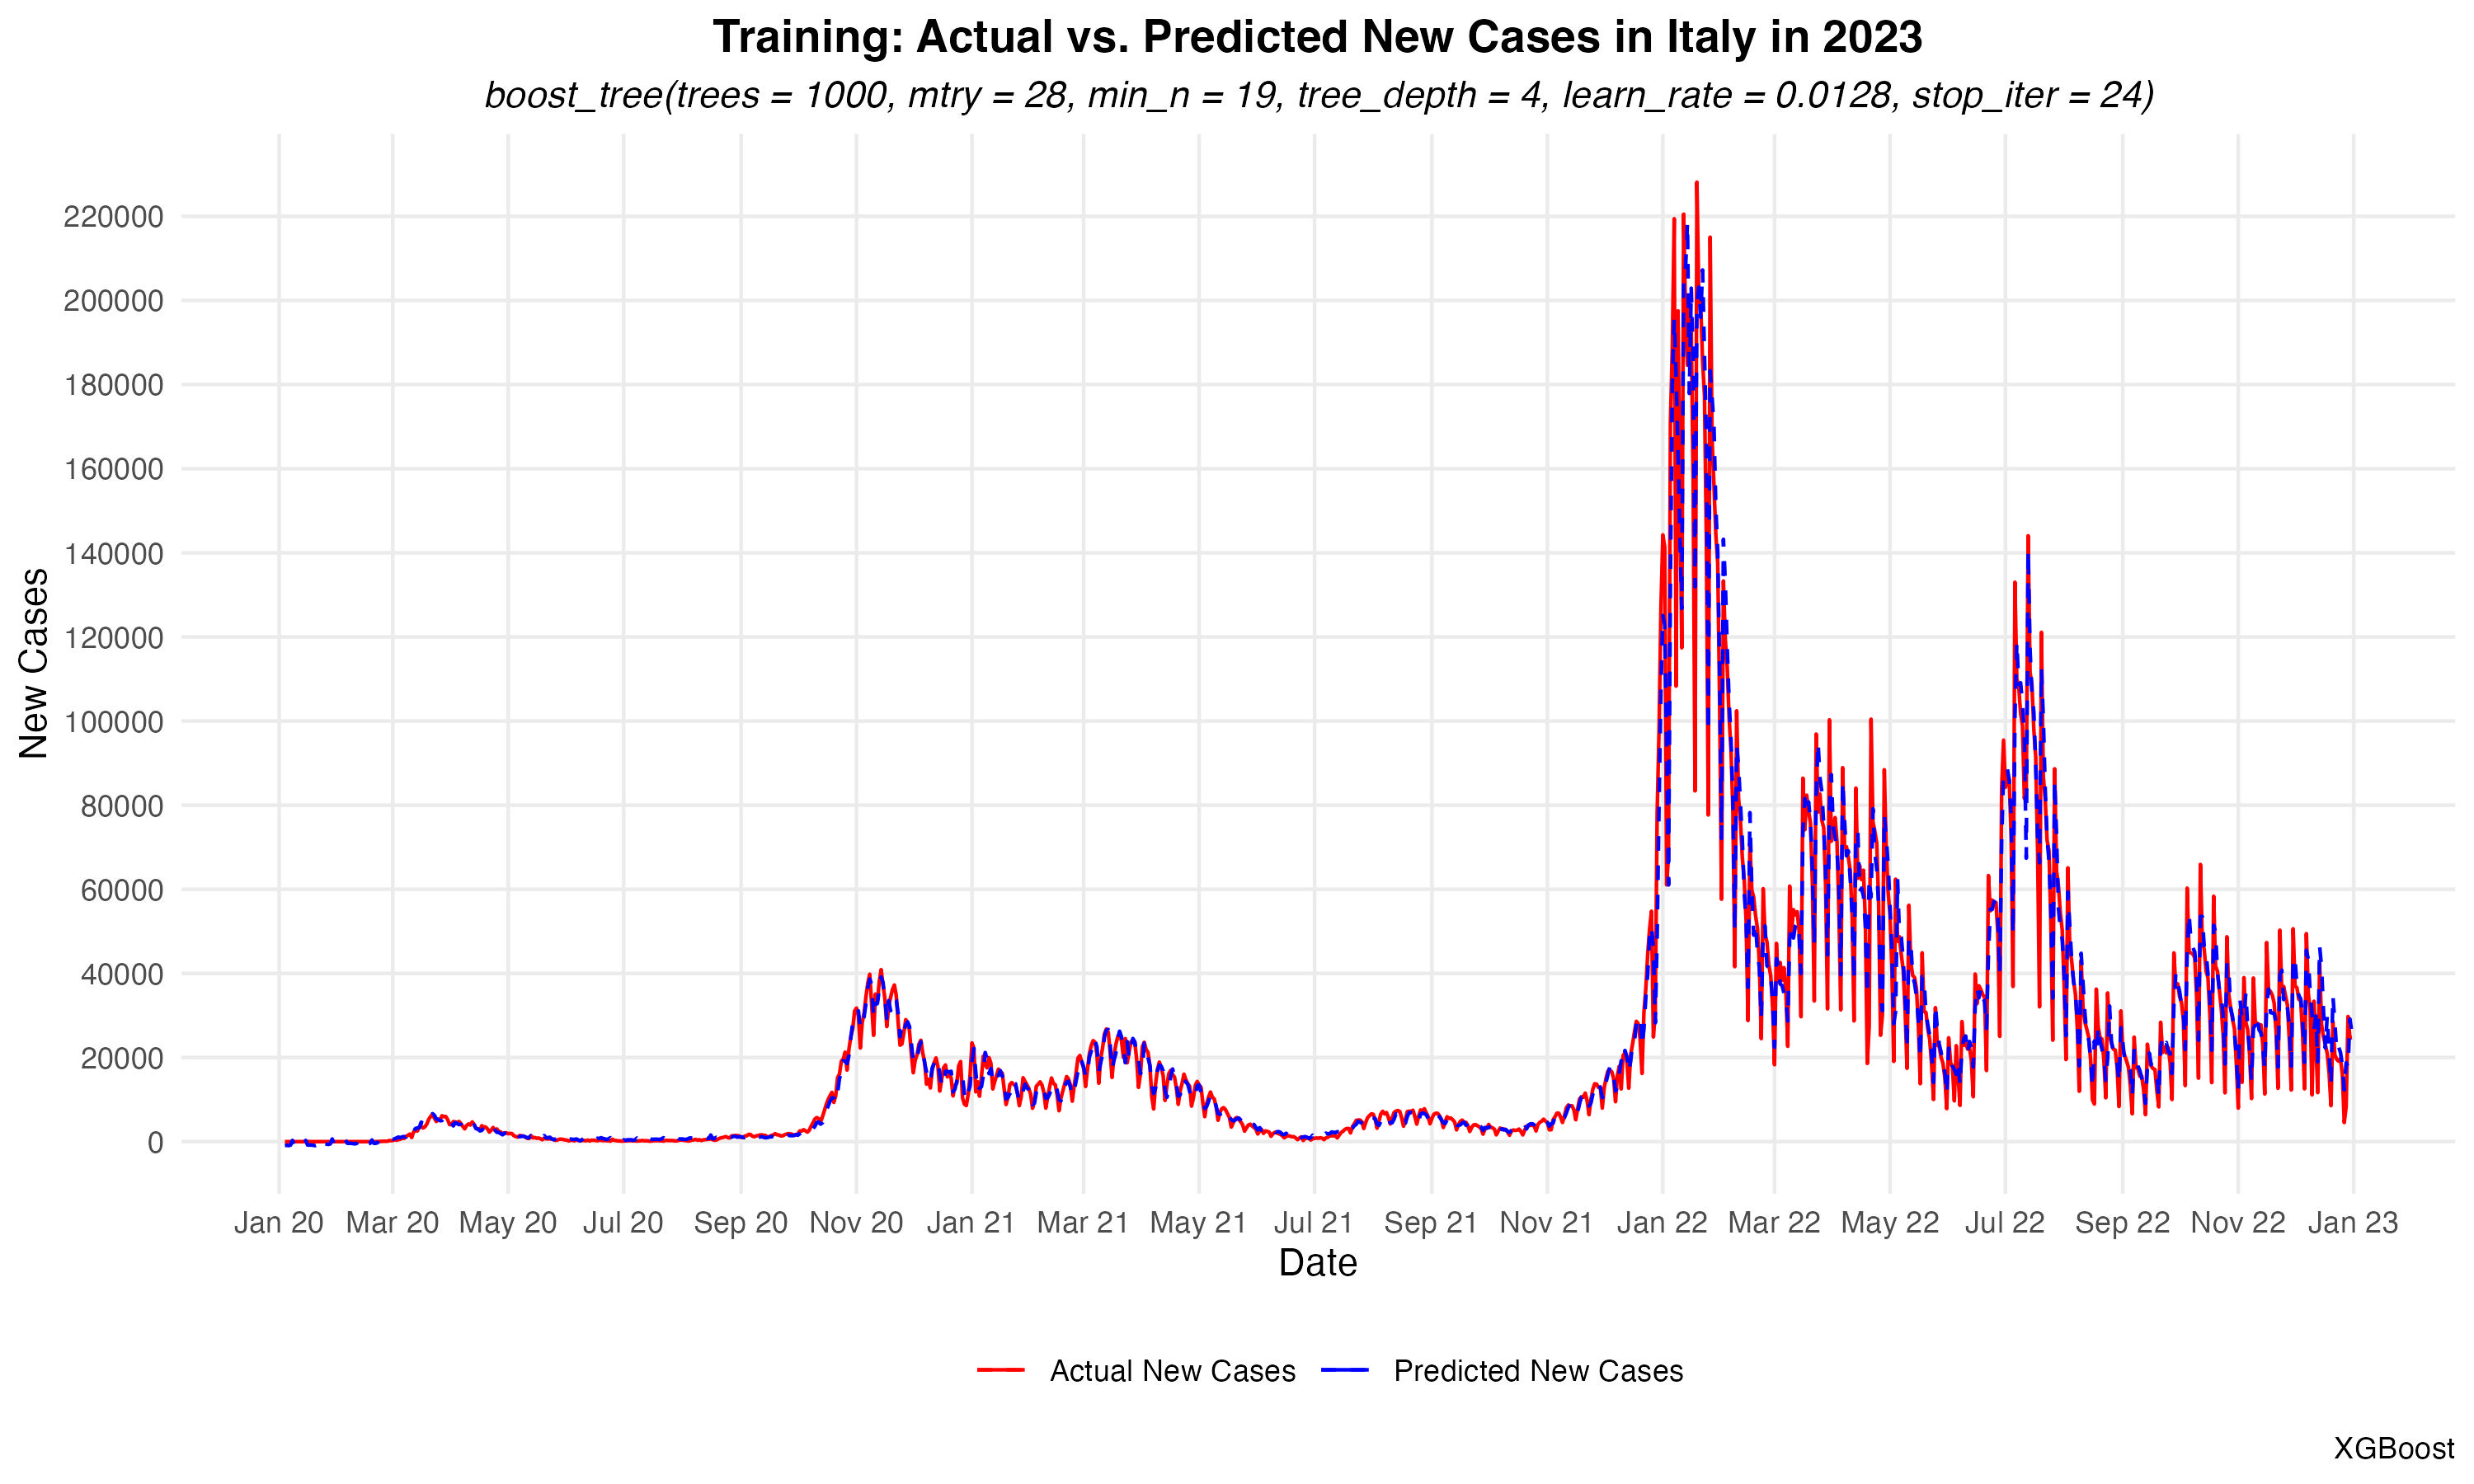 Training: Actual vs. Predicted New Cases in Italy in 2023
boost_tree(trees = 1000, mtry = 28, min_n = 19, tree_depth = 4, learn_rate = 0.0128, stop_iter = 24)
New Cases
220000
200000
180000
160000
140000
120000
100000
80000
60000
40000
20000
0
Jan 20 Mar 20 May 20 Jul 20 Sep 20 Nov 20 Jan 21 Mar 21 May 21 Jul 21 Sep 21 Nov 21 Jan 22 Mar 22 May 22 Jul 22 Sep 22 Nov 22 Jan 23
Date
Actual New Cases Predicted New Cases
XGBoost